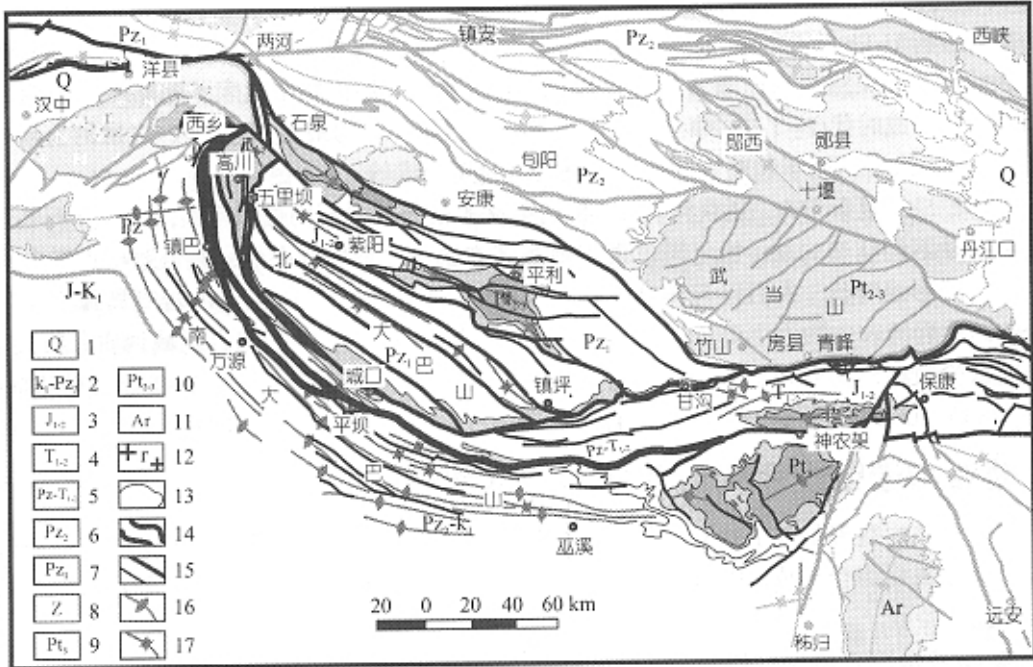 两河
镇安
Pz₂
西峡
Pz₁
洋县
Q
汉中
西乡
石泉
高川
郧西
郧县
旬阳
Pz₂
Q
五里坝
安康
十堰
Pz
J₁₋₂
紫阳
丹江口
镇巴
北
平利
武
当
山
Pt₂₋₃
J-K₁
大
Pz₁
竹山
房县
青峰
南
万源
Pz₁
巴
城口
山
镇坪
甘沟
J₁₋₂
保康
大
平坝
神农架
Pz-T₁₋₂
巴
山
Pt
Pz₂-k₁
巫溪
Ar
远安
秭归
Q 1
2
J₁₋₂ 3
T₁₋₂ 4
Pz-T₁₋₂ 5
Pz₂ 6
Pz₁ 7
Z 8
9
Pt₂₋₃ 10
Ar 11
r 12
13
14
15
16
17
20 0 20 40 60 km